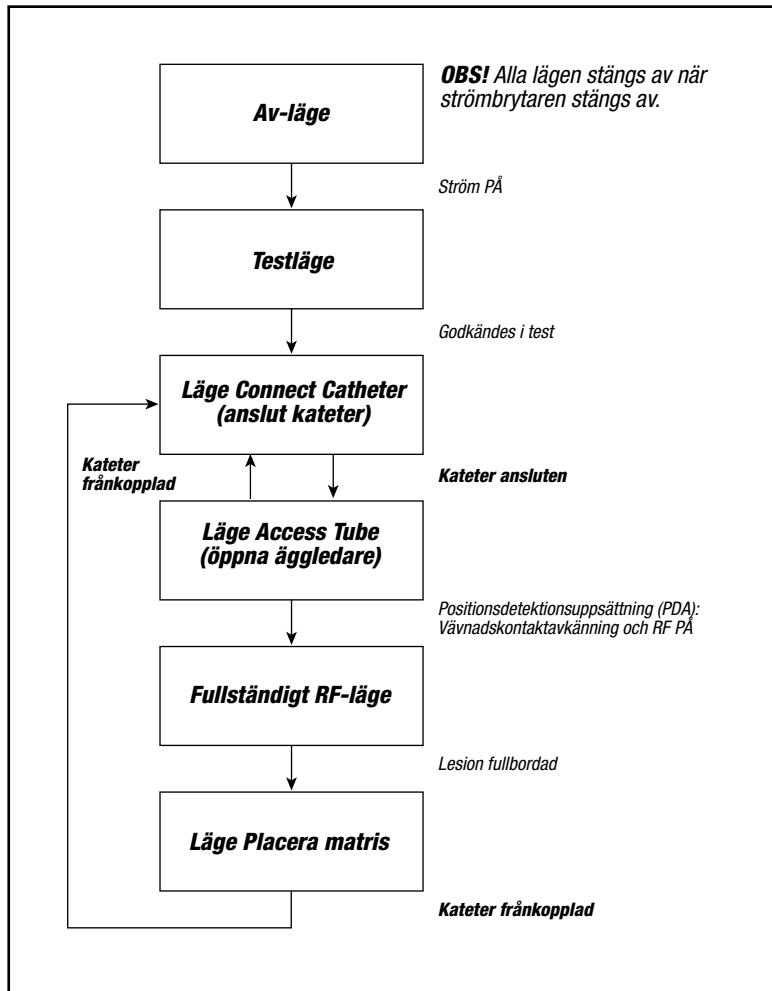 Av-läge
OBS! Alla lägen stängs av när
strömbrytaren stängs av.
Ström PÅ
Testläge
Godkändes i test
Läge Connect Catheter
(anslut kateter)
Kateter
frånkopplad
Kateter ansluten
Läge Access Tube
(öppna äggledare)
Positionsdetektionsuppsättning (PDA):
Vävnadskontaktavkänning och RF PÅ
Fullständigt RF-läge
Lesion fullbordad
Läge Placera matris
Kateter frånkopplad